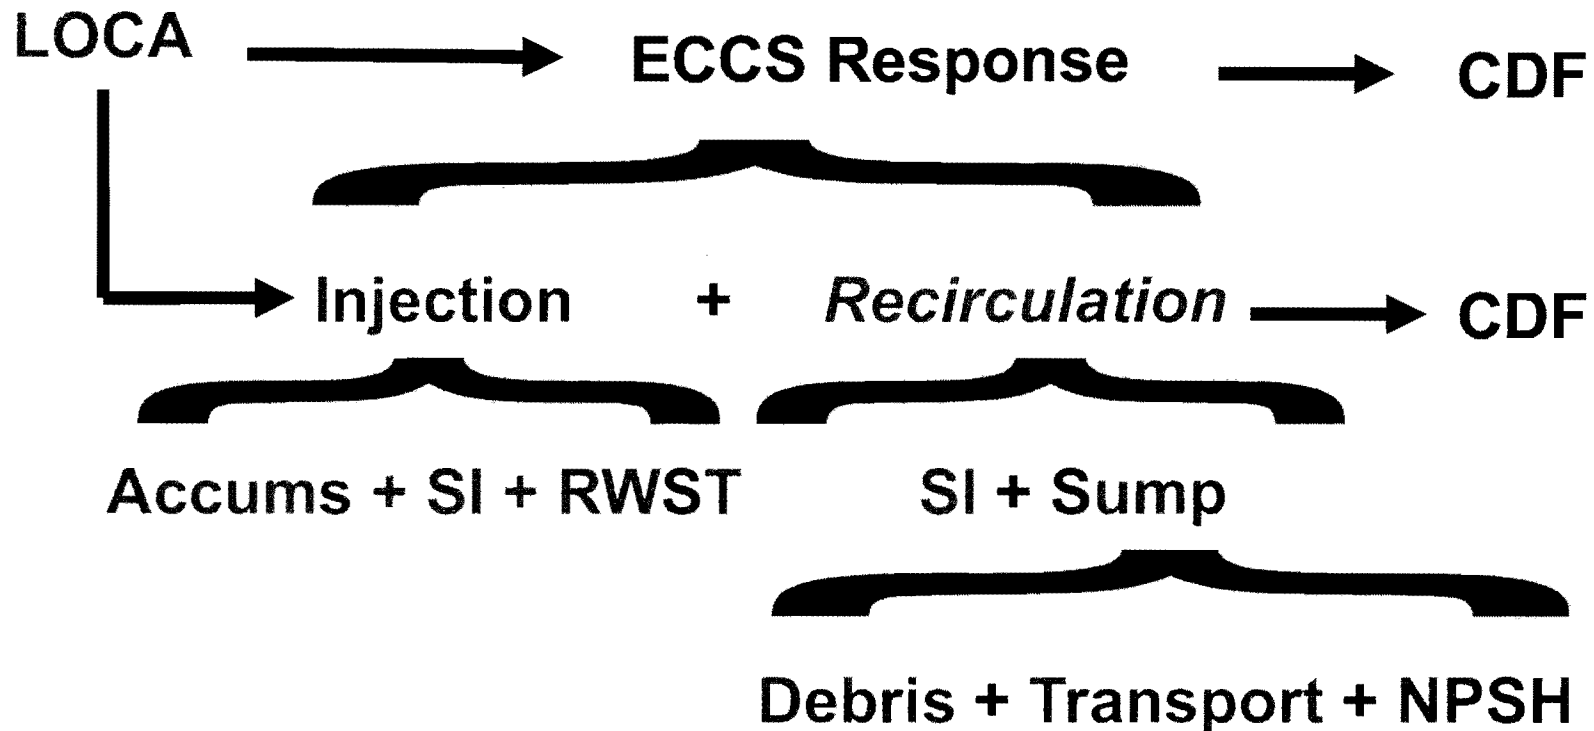 LOCA ECCS Response CDF
Injection + Recirculation CDF
Accums + SI + RWST SI + Sump
Debris + Transport + NPSH